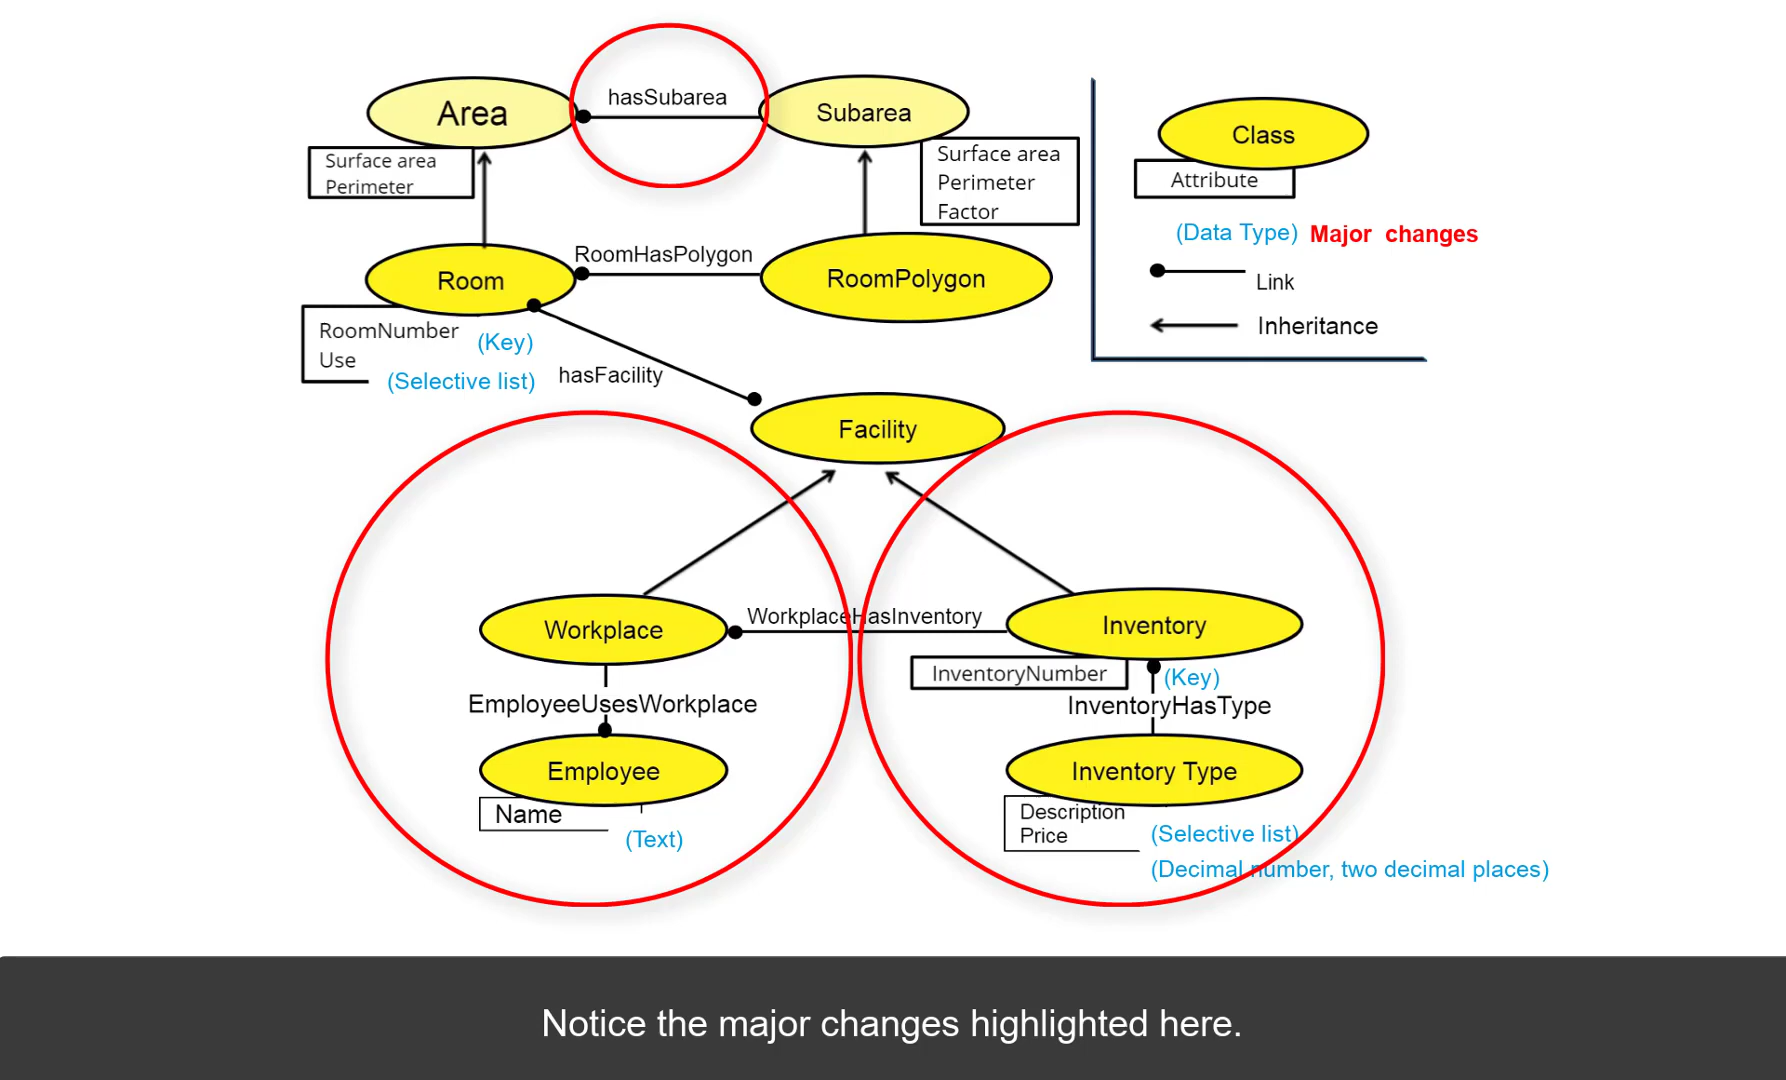 hasSubarea
Area
Subarea
Surface area
Perimeter
Surface area
Perimeter
Factor
Class
Attribute
(Data Type) Major changes
Link
Inheritance
RoomHasPolygon
Room
RoomPolygon
RoomNumber
Use
(Key)
(Selective list)
hasFacility
Facility
Workplace
WorkplaceHasInventory
Inventory
InventoryNumber
(Key)
EmployeeUsesWorkplace
InventoryHasType
Employee
Inventory Type
Name
(Text)
Description
Price
(Selective list)
(Decimal number, two decimal places)
Notice the major changes highlighted here.